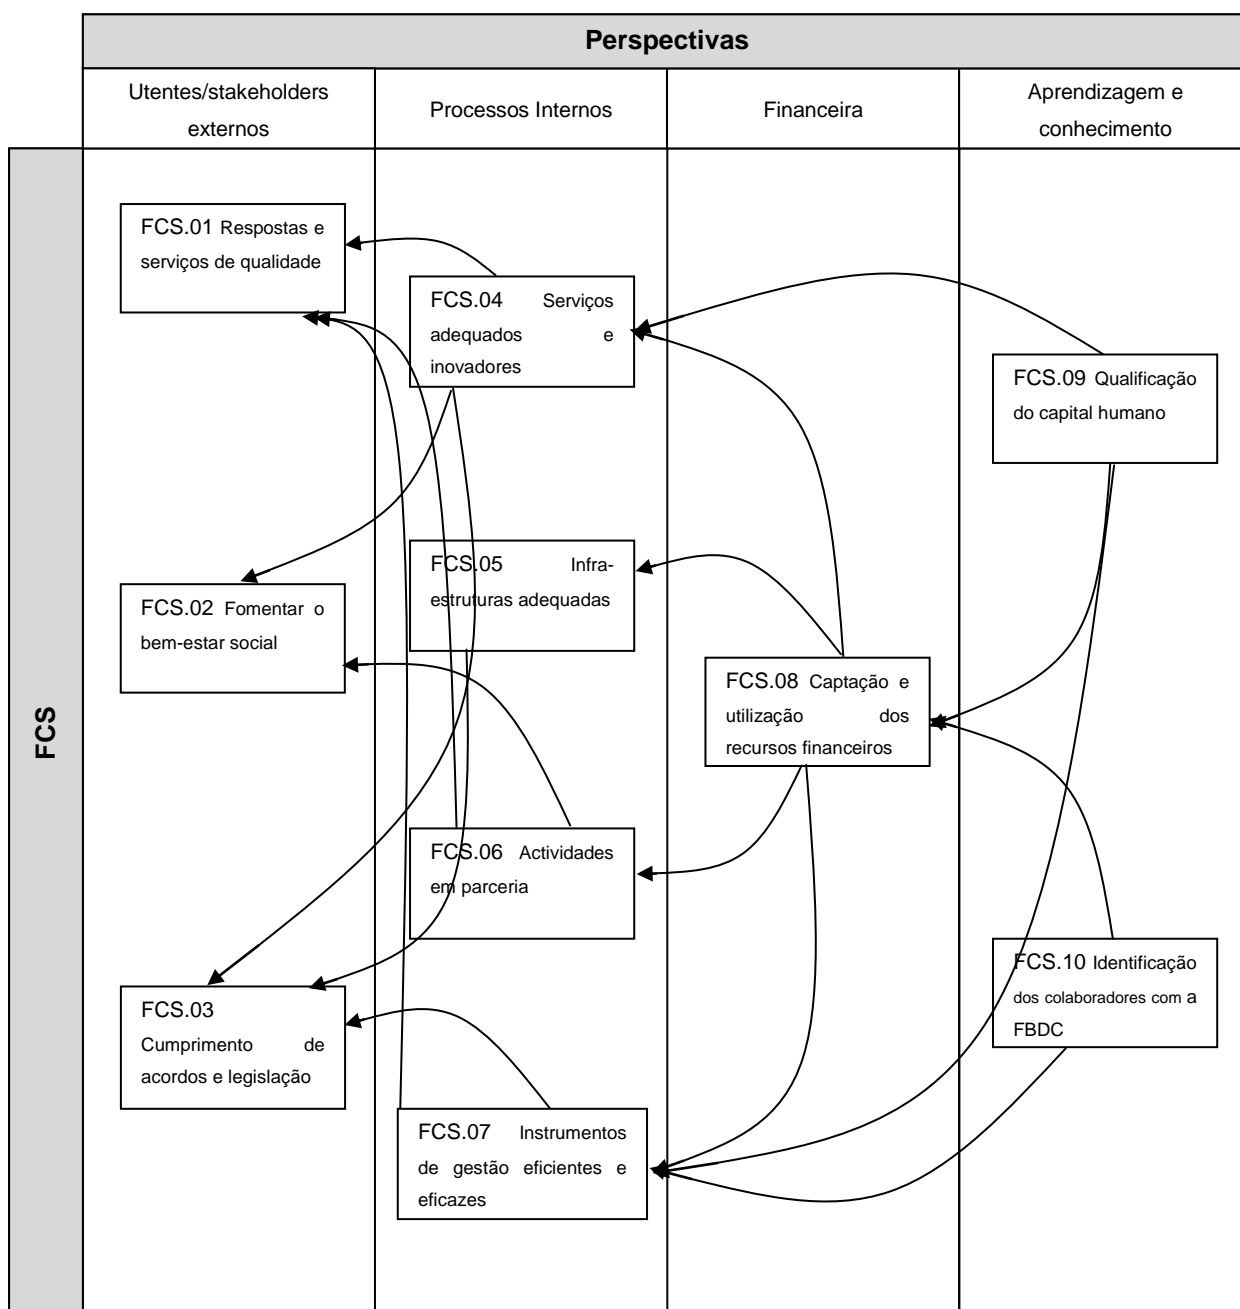 Perspectivas
Utentes/stakeholders
externos
Processos Internos
Financeira
Aprendizagem e
conhecimento
FCS
FCS.01 Respostas e
serviços de qualidade
FCS.02 Fomentar o
bem-estar social
FCS.03
Cumprimento de
acordos e legislação
FCS.04 Serviços
adequados e
inovadores
FCS.05 Infra-
estruturas adequadas
FCS.06 Actividades
em parceria
FCS.07 Instrumentos
de gestão eficientes e
eficazes
FCS.08 Captação e
utilização dos
recursos financeiros
FCS.09 Qualificação
do capital humano
FCS.10 Identificação
dos colaboradores com a
FBDC